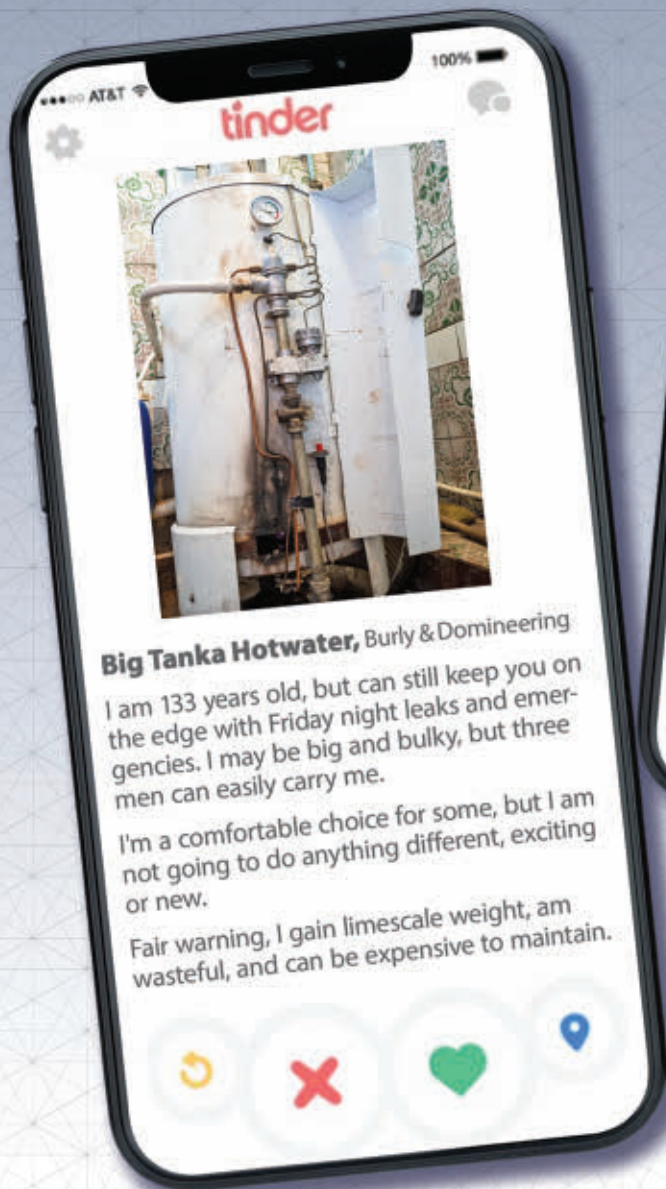 AT&T
100%
tinder
Big Tanka Hotwater, Burly & Domineering
I am 133 years old, but can still keep you on
the edge with Friday night leaks and emer-
gencies. I may be big and bulky, but three
men can easily carry me.
I'm a comfortable choice for some, but I am
not going to do anything different, exciting
or new.
Fair warning, I gain limescale weight, am
wasteful, and can be expensive to maintain.